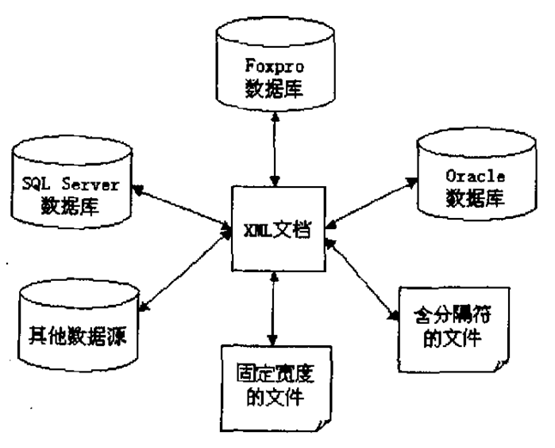 Foxpro
数据库
SQL Server
数据库
Oracle
数据库
XML文档
其他数据源
含分隔符
的文件
固定宽度
的文件